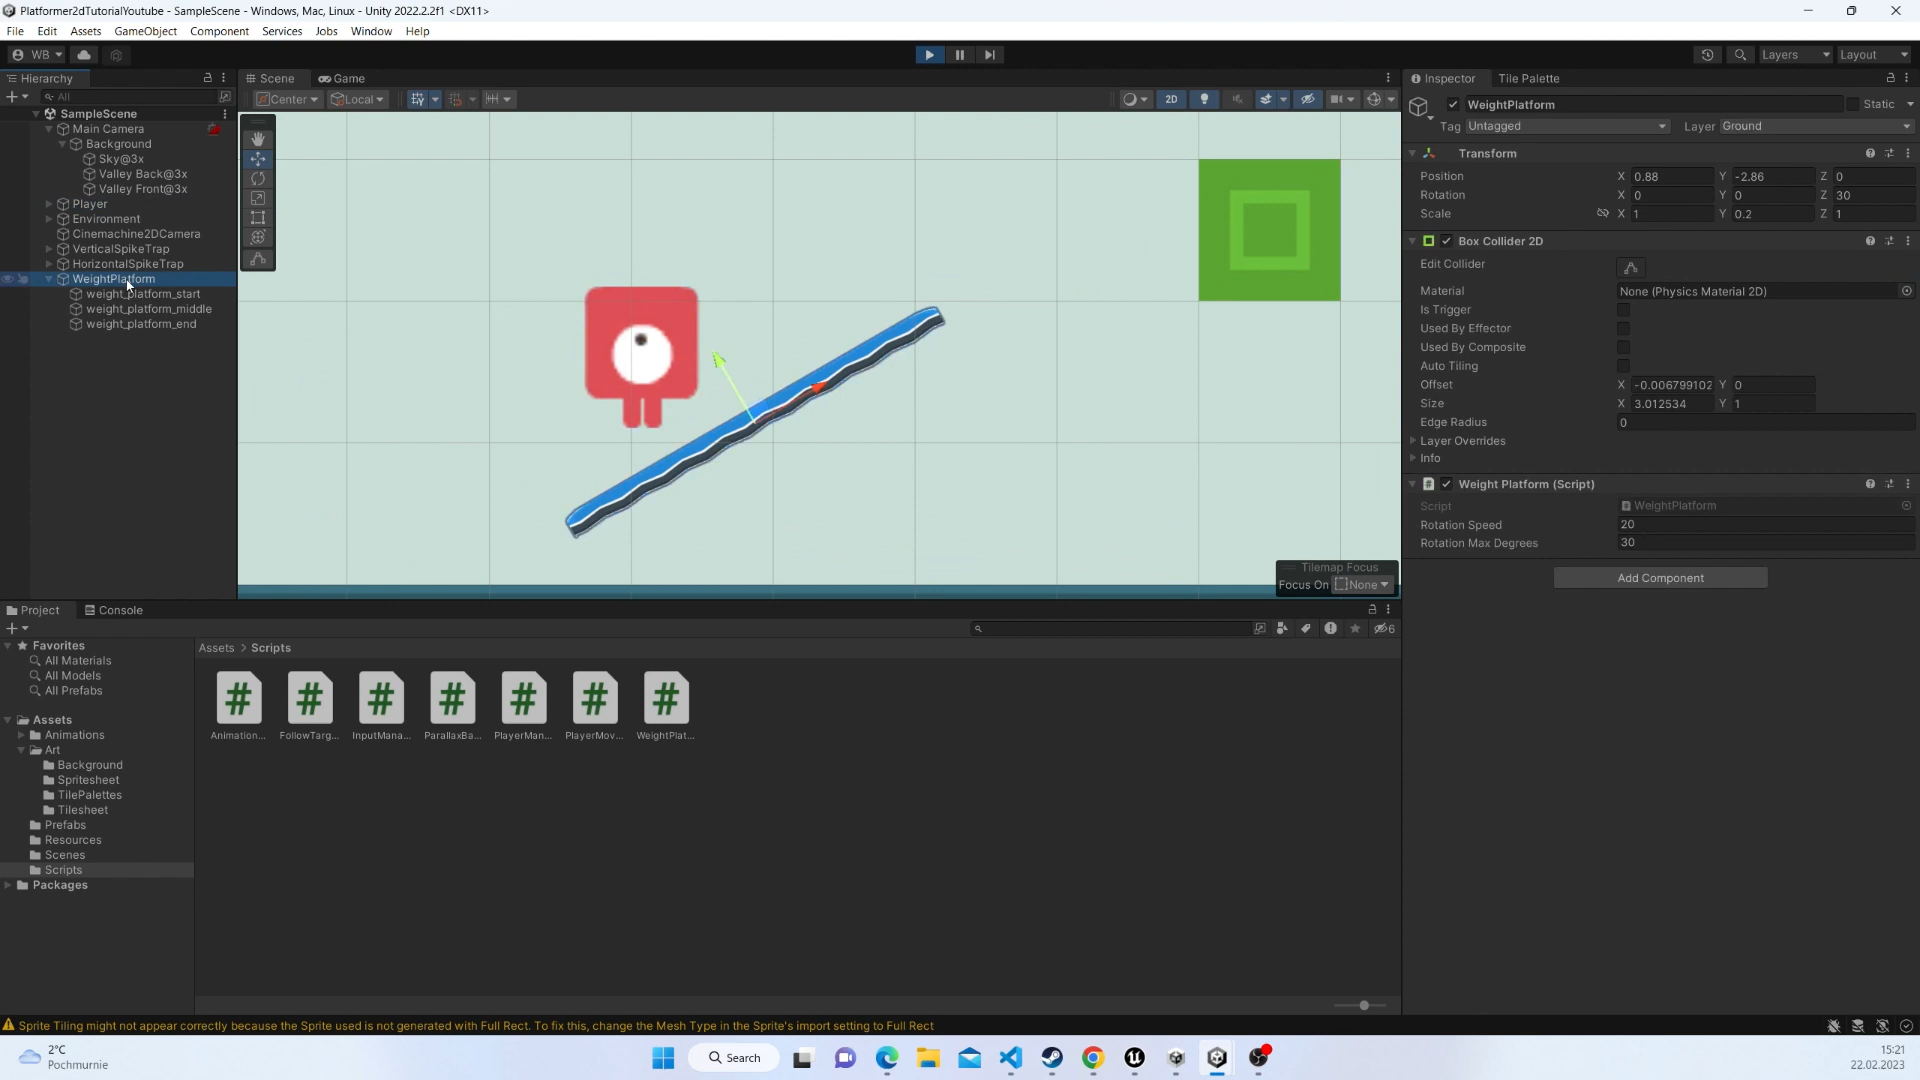 Platformer2dTutorialYoutube - SampleScene - Windows, Mac, Linux - Unity 2022.2.2f1 <DX11>
File Edit Assets GameObject Component Services Jobs Window Help
WB Layers Layout
Hierarchy
All
SampleScene
Main Camera
Background
Sky@3x
Valley Back@3x
Valley Front@3x
Player
Environment
Cinemachine2DCamera
VerticalSpikeTrap
HorizontalSpikeTrap
WeightPlatform
weight_platform_start
weight_platform_middle
weight_platform_end
Scene Game
Center Local 2D
Tilemap Focus
Focus On None
Inspector Tile Palette
WeightPlatform Static
Tag Untagged Layer Ground
Transform
Position X 0.88 Y -2.86 Z 0
Rotation X 0 Y 0 Z 30
Scale X 1 Y 0.2 Z 1
Box Collider 2D
Edit Collider
Material None (Physics Material 2D)
Is Trigger
Used By Effector
Used By Composite
Auto Tiling
Offset X -0.006799102 Y 0
Size X 3.012534 Y 1
Edge Radius 0
Layer Overrides
Info
Weight Platform (Script)
Script WeightPlatform
Rotation Speed 20
Rotation Max Degrees 30
Add Component
Project Console
6
Favorites
All Materials
All Models
All Prefabs
Assets
Animations
Art
Background
Spritesheet
TilePalettes
Tilesheet
Prefabs
Resources
Scenes
Scripts
Packages
Assets > Scripts
Animation... FollowTarg... InputMana... ParallaxBa... PlayerMan... PlayerMov... WeightPlat...
Sprite Tiling might not appear correctly because the Sprite used is not generated with Full Rect. To fix this, change the Mesh Type in the Sprite's import setting to Full Rect
2°C
Pochmurnie
Search
15:21
22.02.2023